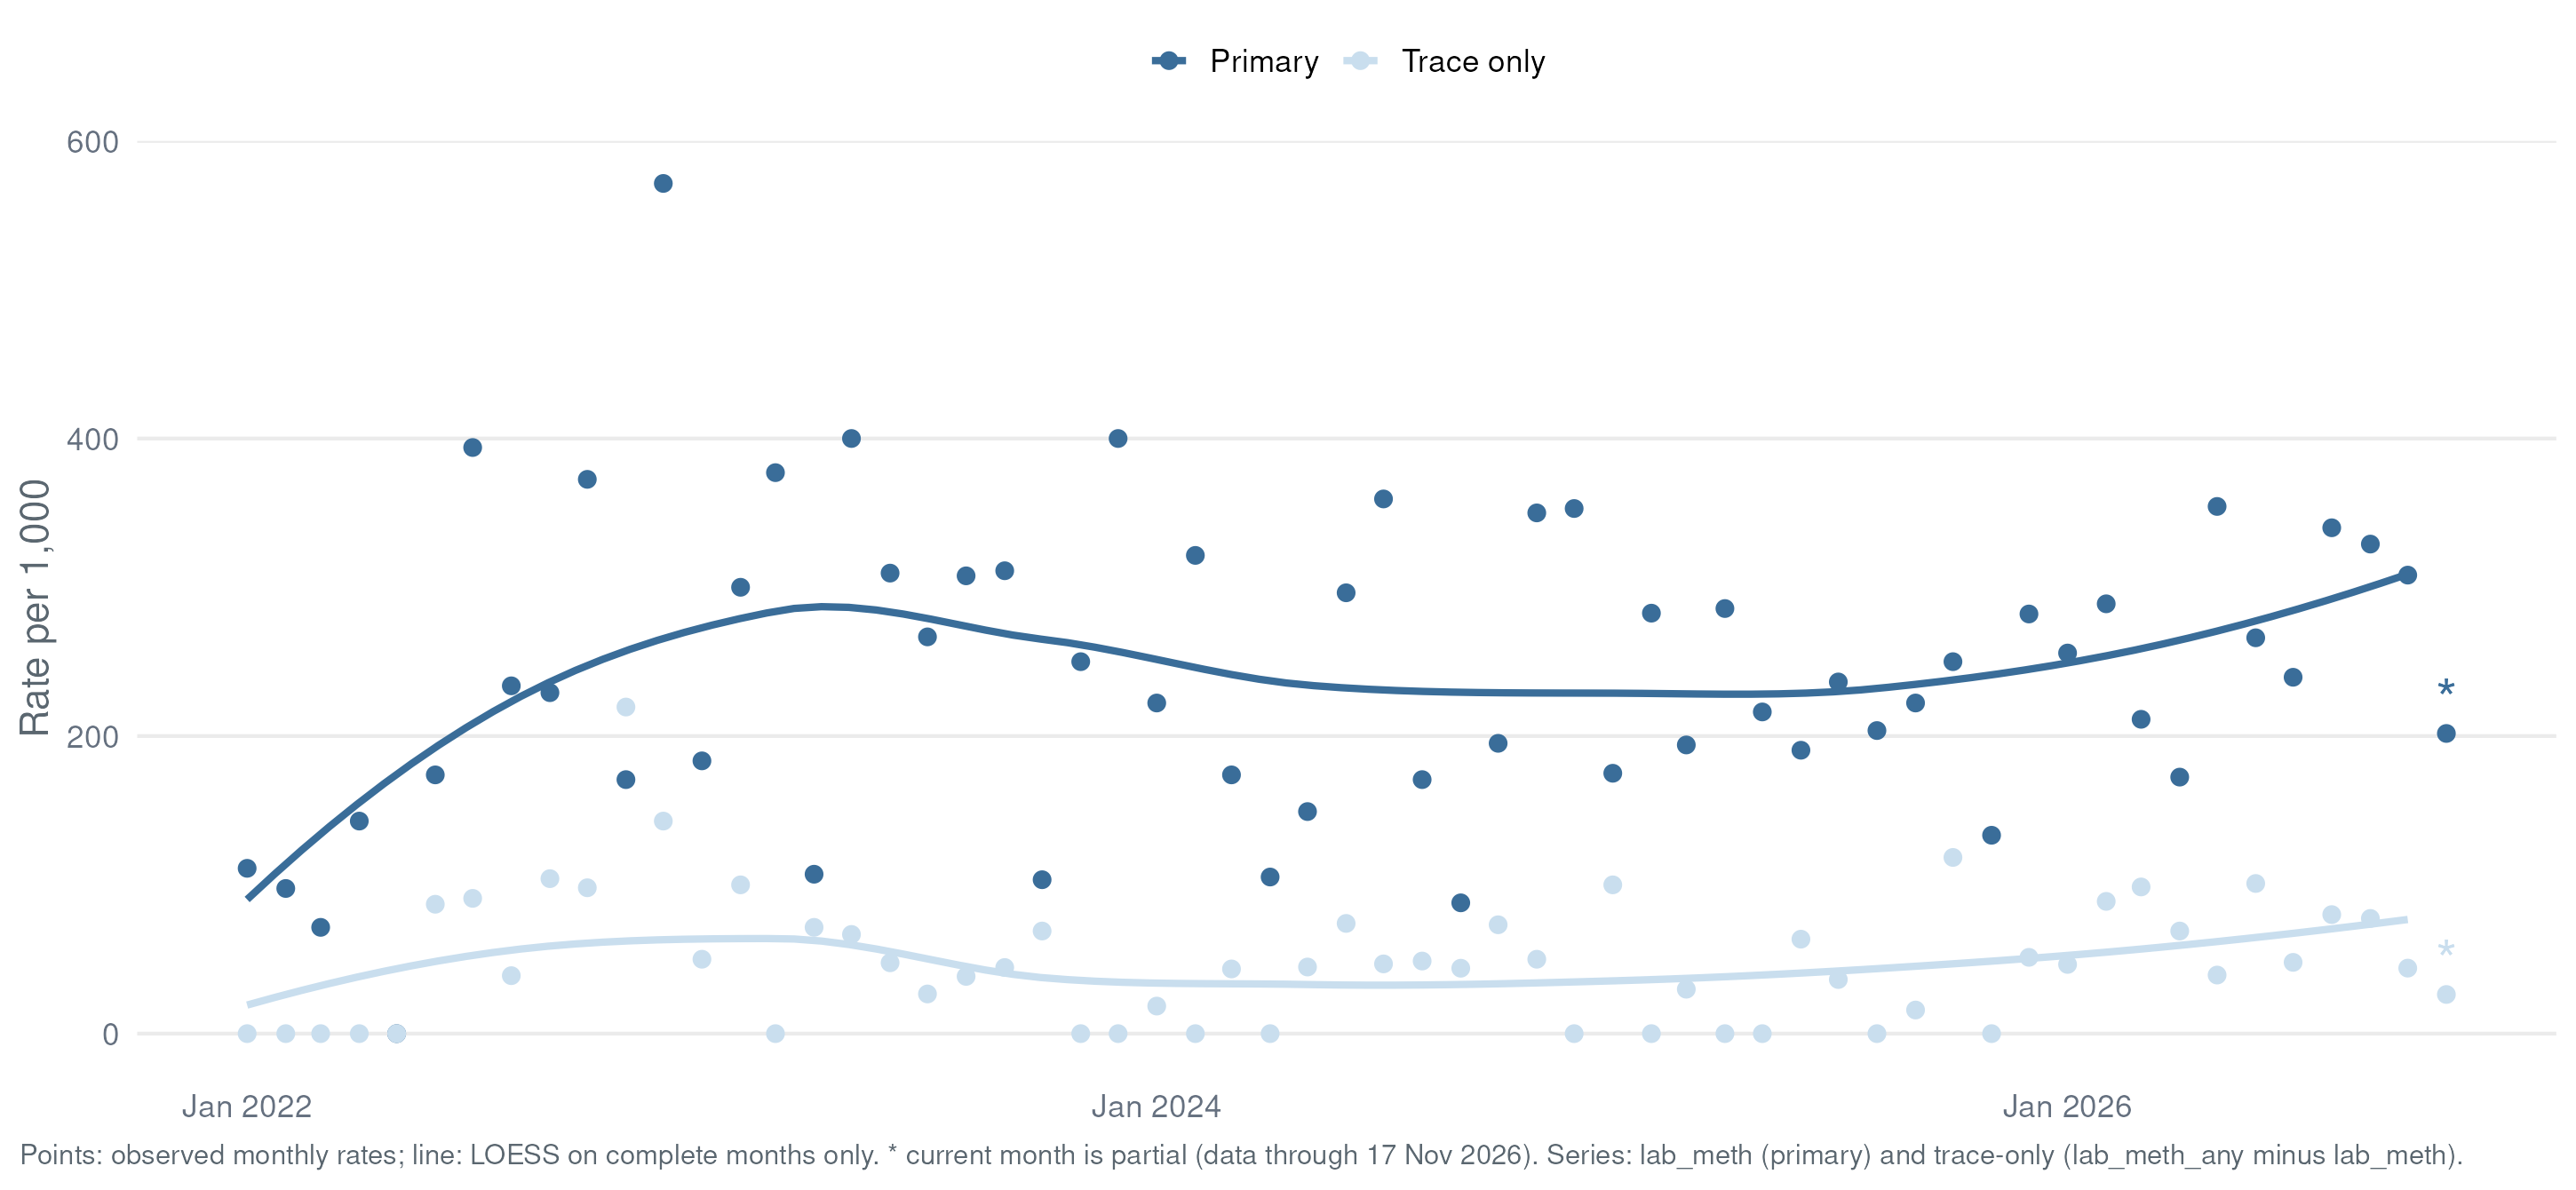 Primary
Trace only
Rate per 1,000
600
400
200
0
*
*
Jan 2022
Jan 2024
Jan 2026
Points: observed monthly rates; line: LOESS on complete months only. * current month is partial (data through 17 Nov 2026). Series: lab_meth (primary) and trace-only (lab_meth_any minus lab_meth).